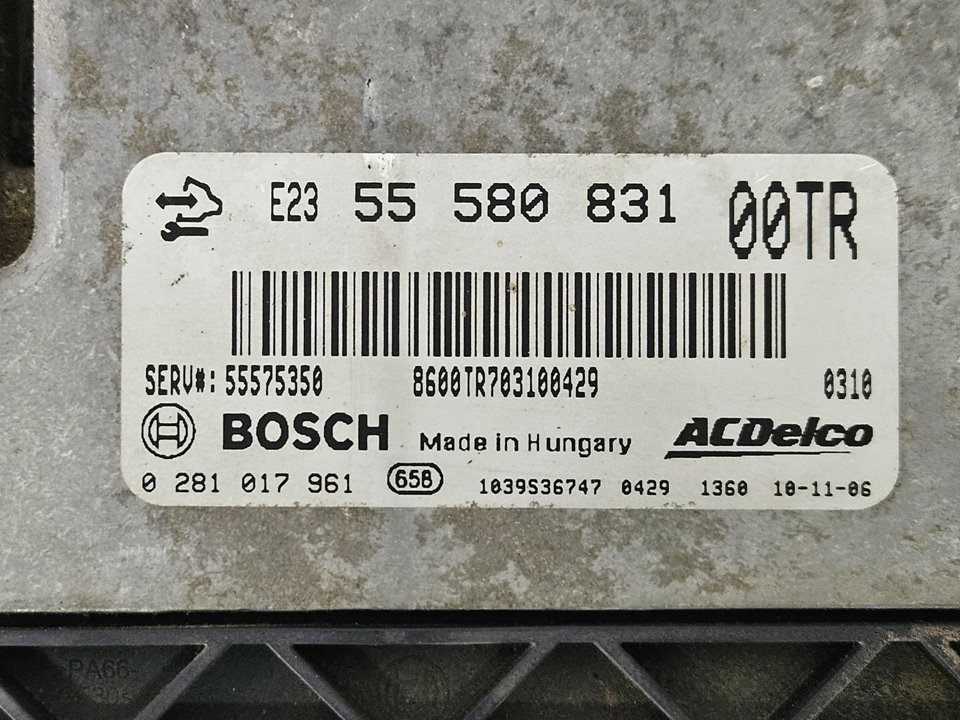 E23 55 580 831 00TR
SERV#: 55575350 8600TR703100429 0310
BOSCH Made in Hungary ACDelco
0 281 017 961 658 1039S36747 0429 1360 10-11-06
PA66-